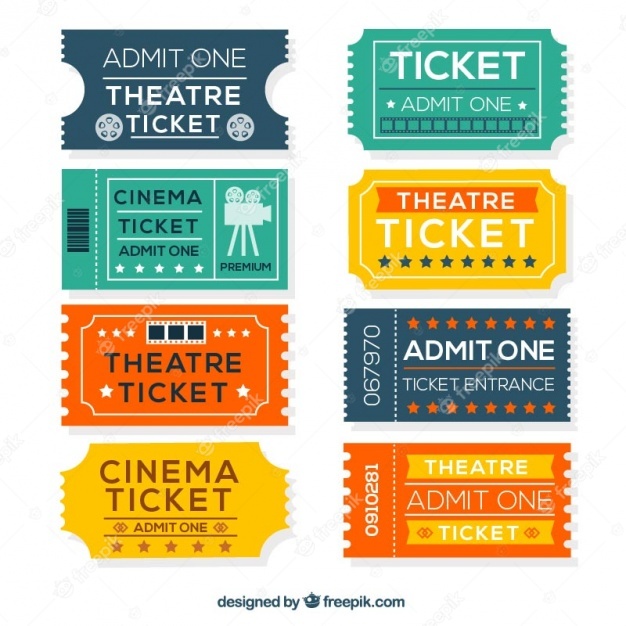 ADMIT ONE
THEATRE
TICKET
TICKET
ADMIT ONE
CINEMA
TICKET
ADMIT ONE
PREMIUM
THEATRE
TICKET
THEATRE
TICKET
067970
ADMIT ONE
TICKET ENTRANCE
CINEMA
TICKET
ADMIT ONE
0910281
THEATRE
ADMIT ONE
TICKET
designed by freepik.com